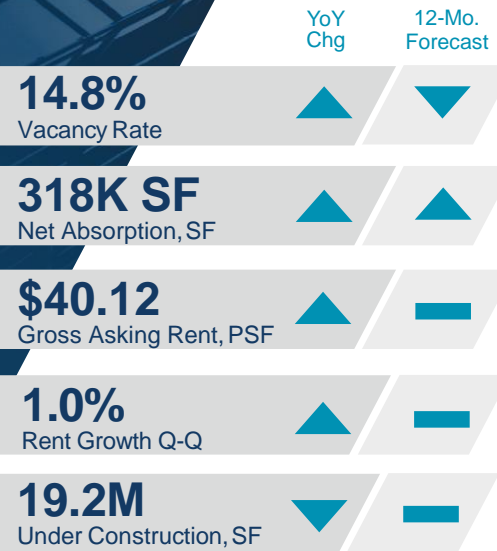 YoY
Chg
12-Mo.
Forecast
14.8%
Vacancy Rate
318K SF
Net Absorption, SF
$40.12
Gross Asking Rent, PSF
1.0%
Rent Growth Q-Q
19.2M
Under Construction, SF